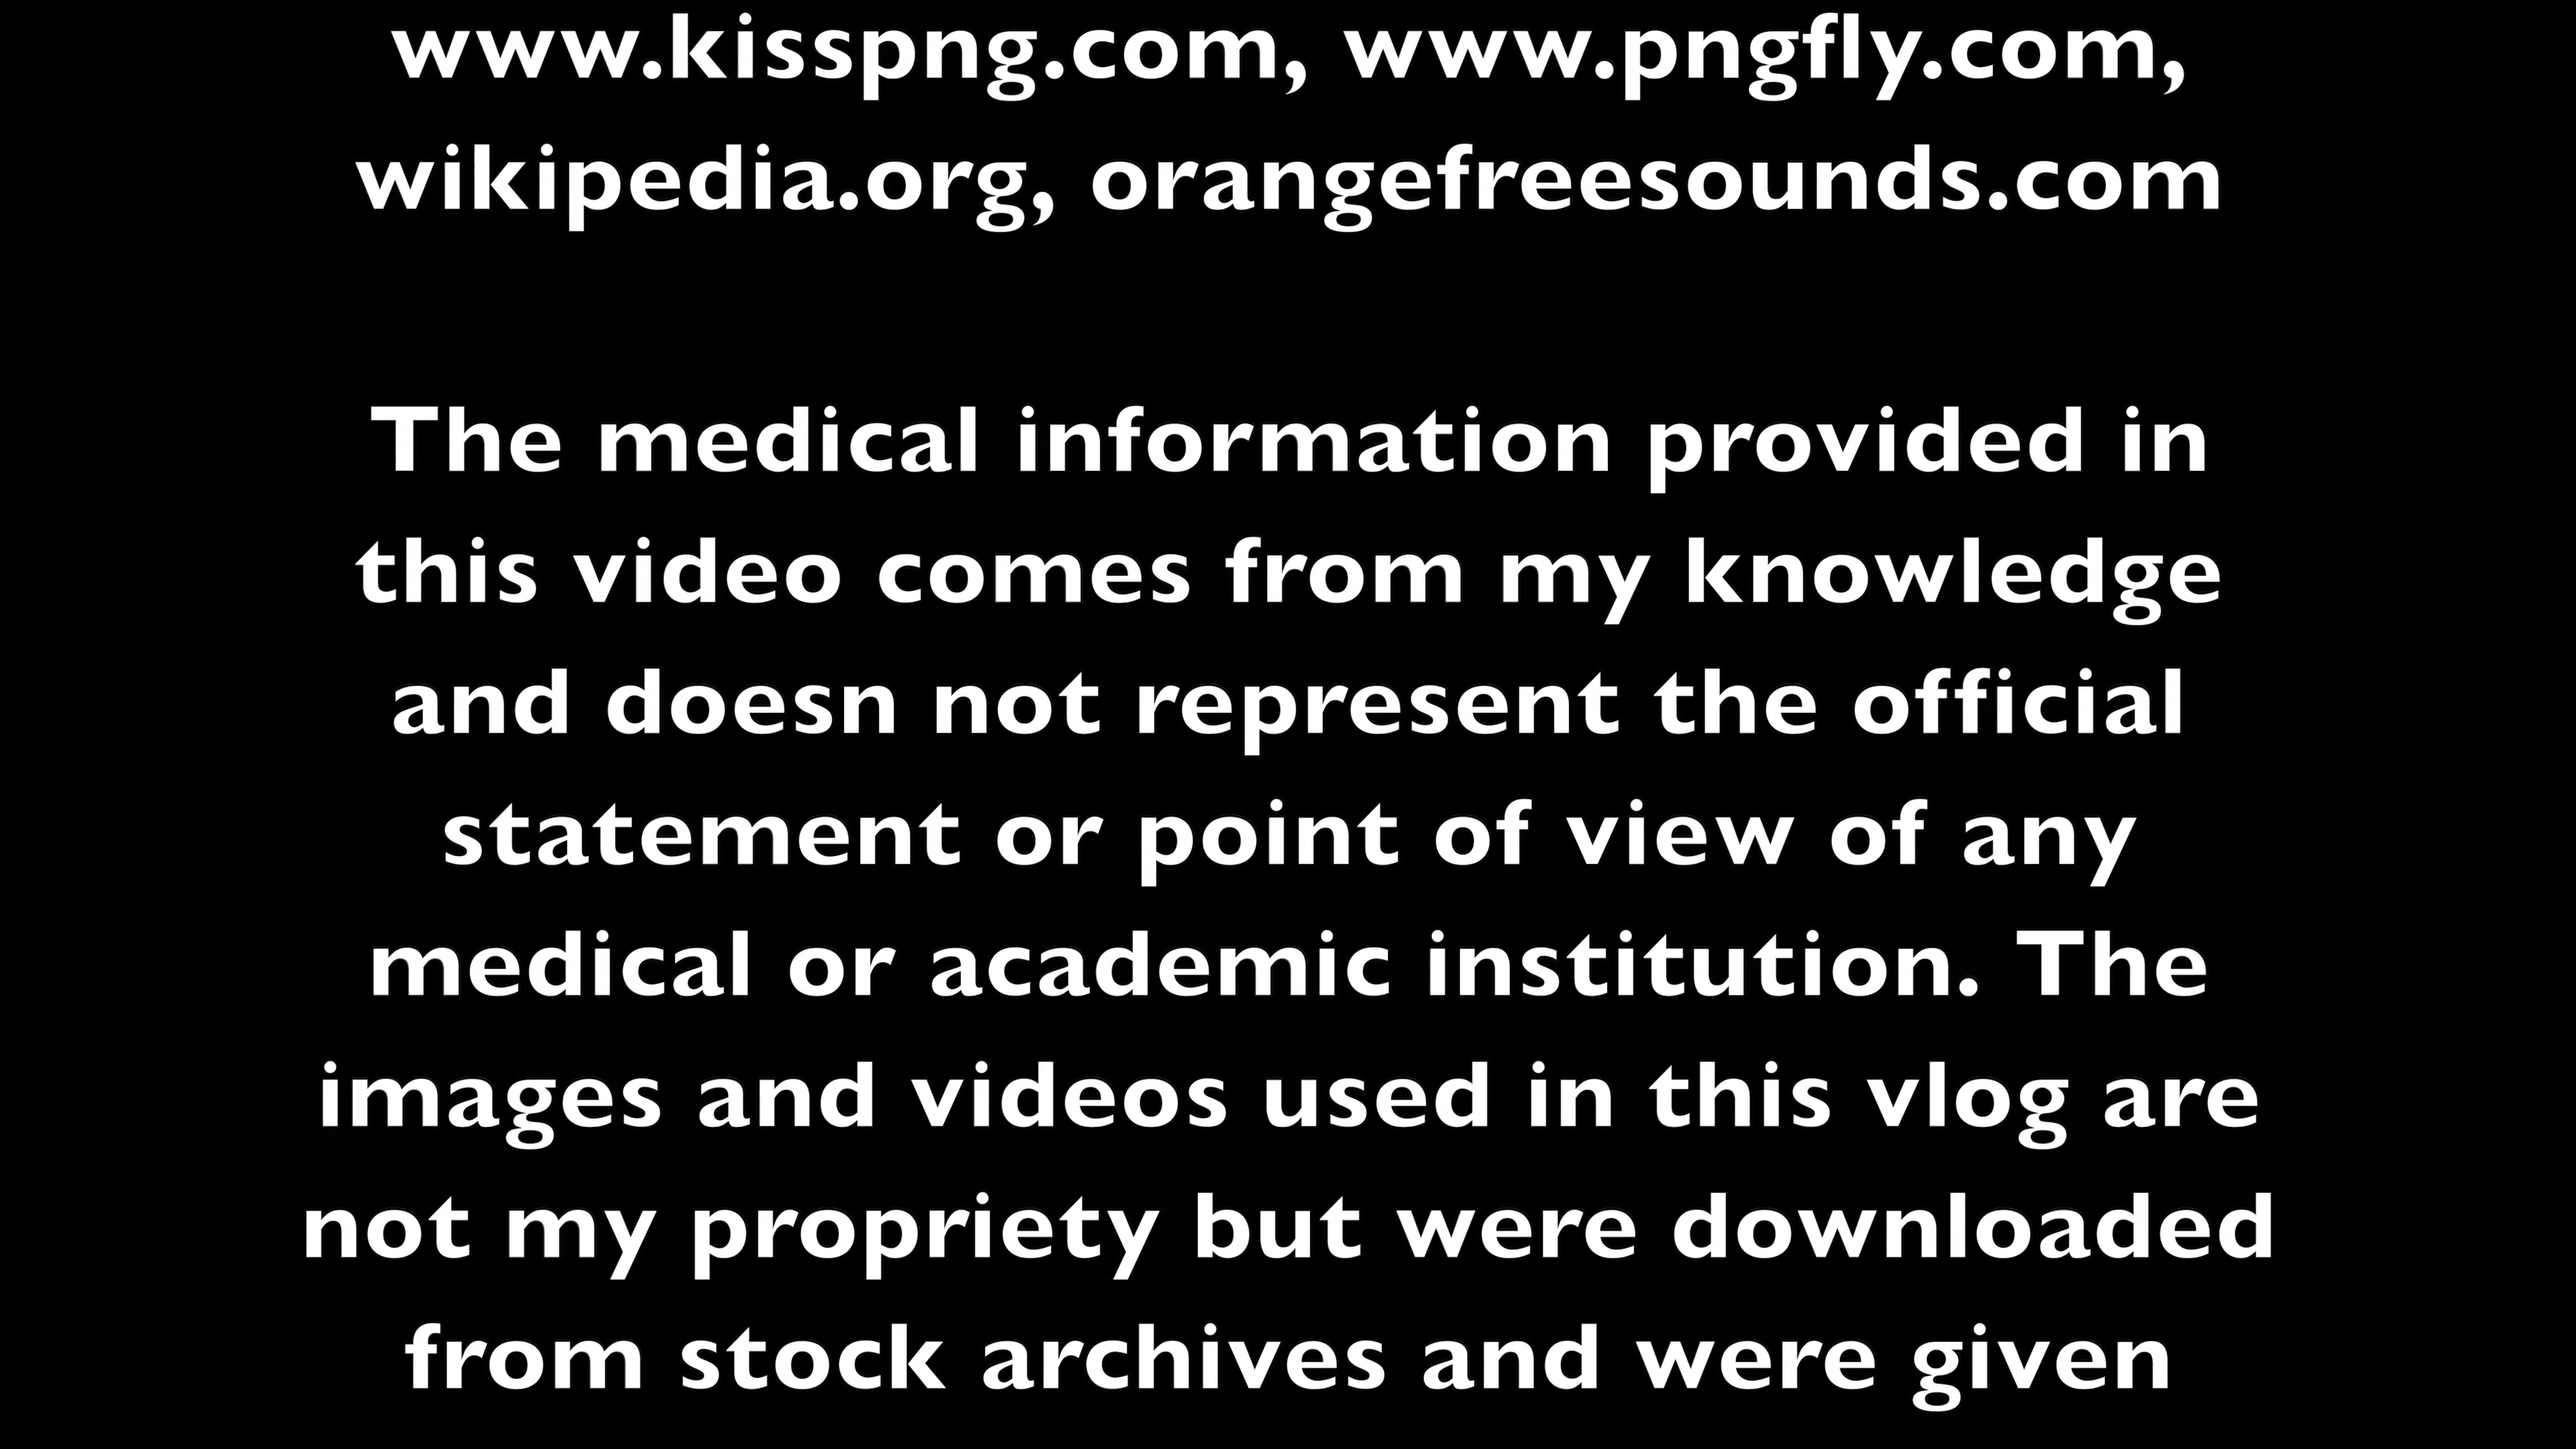 www.kisspng.com, www.pngfly.com,
wikipedia.org, orangefreesounds.com
The medical information provided in
this video comes from my knowledge
and doesn not represent the official
statement or point of view of any
medical or academic institution. The
images and videos used in this vlog are
not my propriety but were downloaded
from stock archives and were given